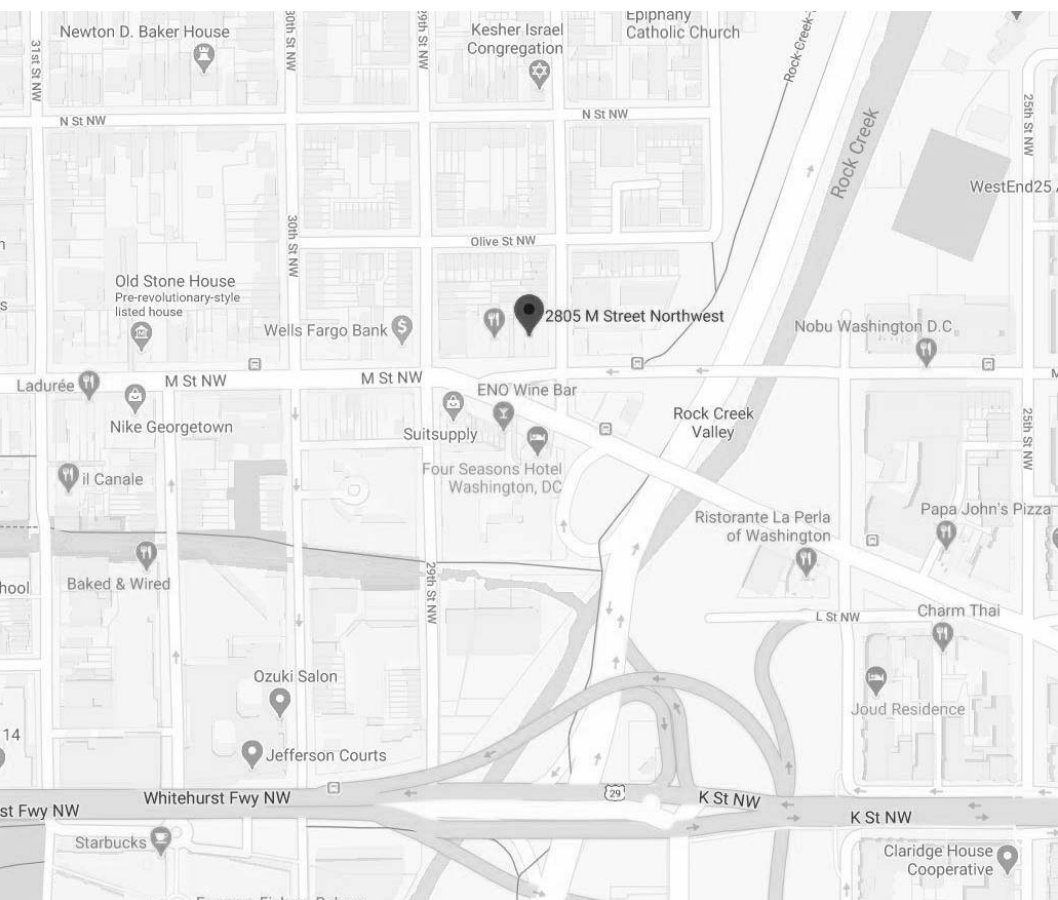 Epiphany
Catholic Church
Newton D. Baker House
Kesher Israel
Congregation
31st St NW
30th St NW
29th St NW
Rock Creek
25th St NW
N St NW
N St NW
Rock Creek
WestEnd25
30th St NW
Olive St NW
Old Stone House
Pre-revolutionary-style
listed house
Wells Fargo Bank
2805 M Street Northwest
Nobu Washington D.C
M St NW
M St NW
Ladurée
ENO Wine Bar
Nike Georgetown
Suitsupply
Rock Creek
Valley
25th St NW
Four Seasons Hotel
Washington, DC
il Canale
Ristorante La Perla
of Washington
Papa John's Pizza
Baked & Wired
hool
29th St NW
L St NW
Charm Thai
Ozuki Salon
Joud Residence
14
Jefferson Courts
Whitehurst Fwy NW
29
K St NW
st Fwy NW
K St NW
Starbucks
Claridge House
Cooperative